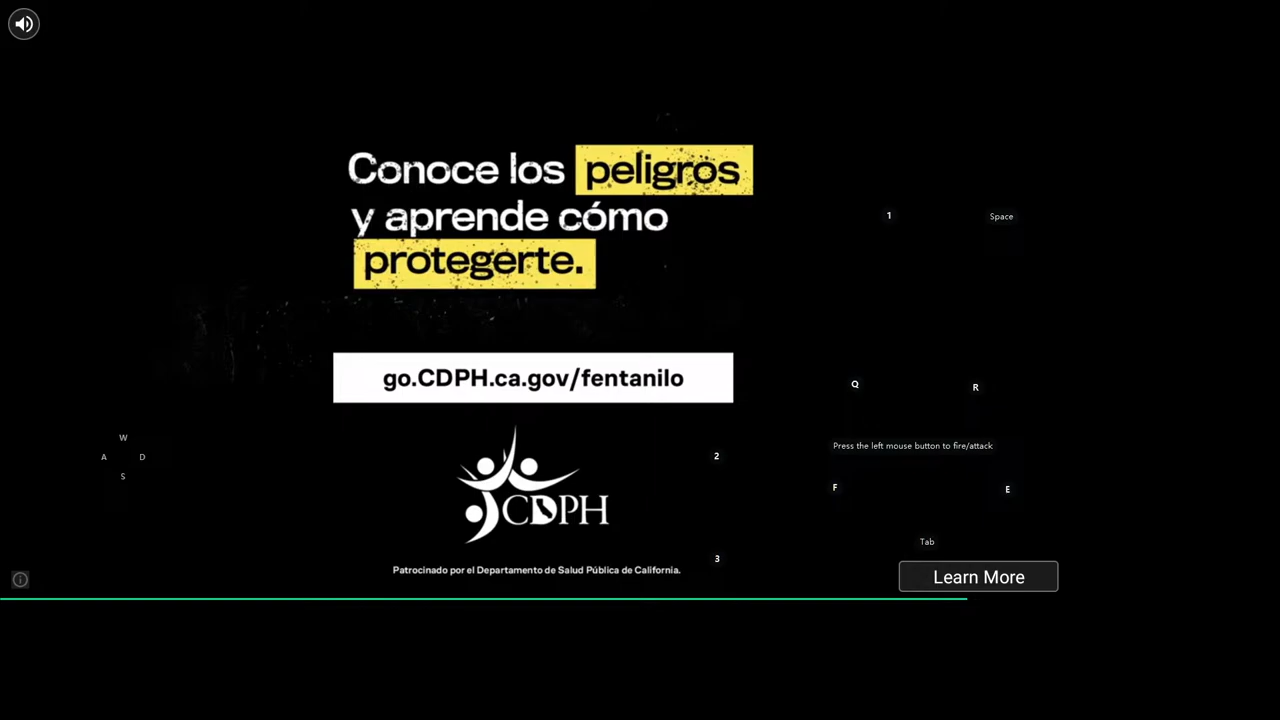 Conoce los peligros
y aprende cómo
protegerte.
1
Space
go.CDPH.ca.gov/fentanilo
Q
R
W
A
D
S
Press the left mouse button to fire/attack
2
F
E
CDPH
Tab
3
Patrocinado por el Departamento de Salud Pública de California.
Learn More